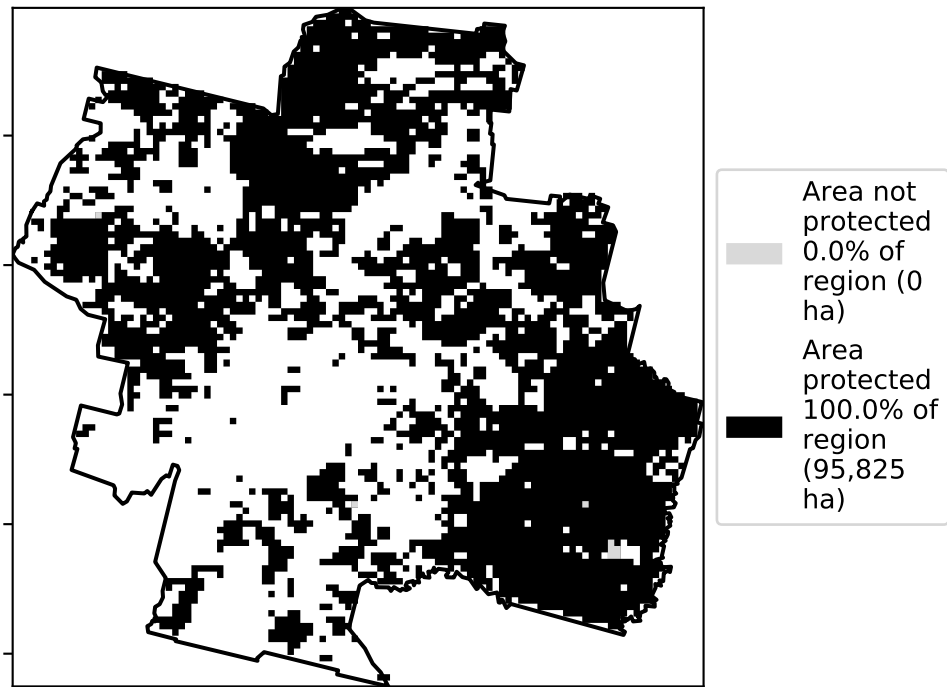 Area not
protected
0.0% of
region (0
ha)
Area
protected
100.0% of
region
(95,825
ha)